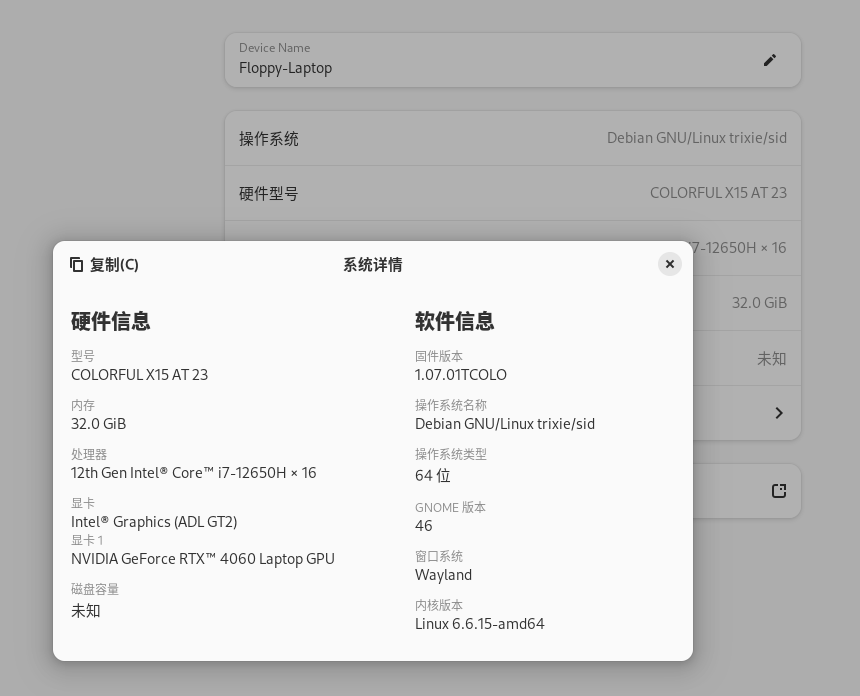 Device Name
Floppy-Laptop
操作系统
Debian GNU/Linux trixie/sid
硬件型号
COLORFUL X15 AT 23
i7-12650H × 16
32.0 GiB
未知
复制(C)
系统详情
硬件信息
型号
COLORFUL X15 AT 23
内存
32.0 GiB
处理器
12th Gen Intel® Core™ i7-12650H × 16
显卡
Intel® Graphics (ADL GT2)
显卡 1
NVIDIA GeForce RTX™ 4060 Laptop GPU
磁盘容量
未知
软件信息
固件版本
1.07.01TCOLO
操作系统名称
Debian GNU/Linux trixie/sid
操作系统类型
64 位
GNOME 版本
46
窗口系统
Wayland
内核版本
Linux 6.6.15-amd64